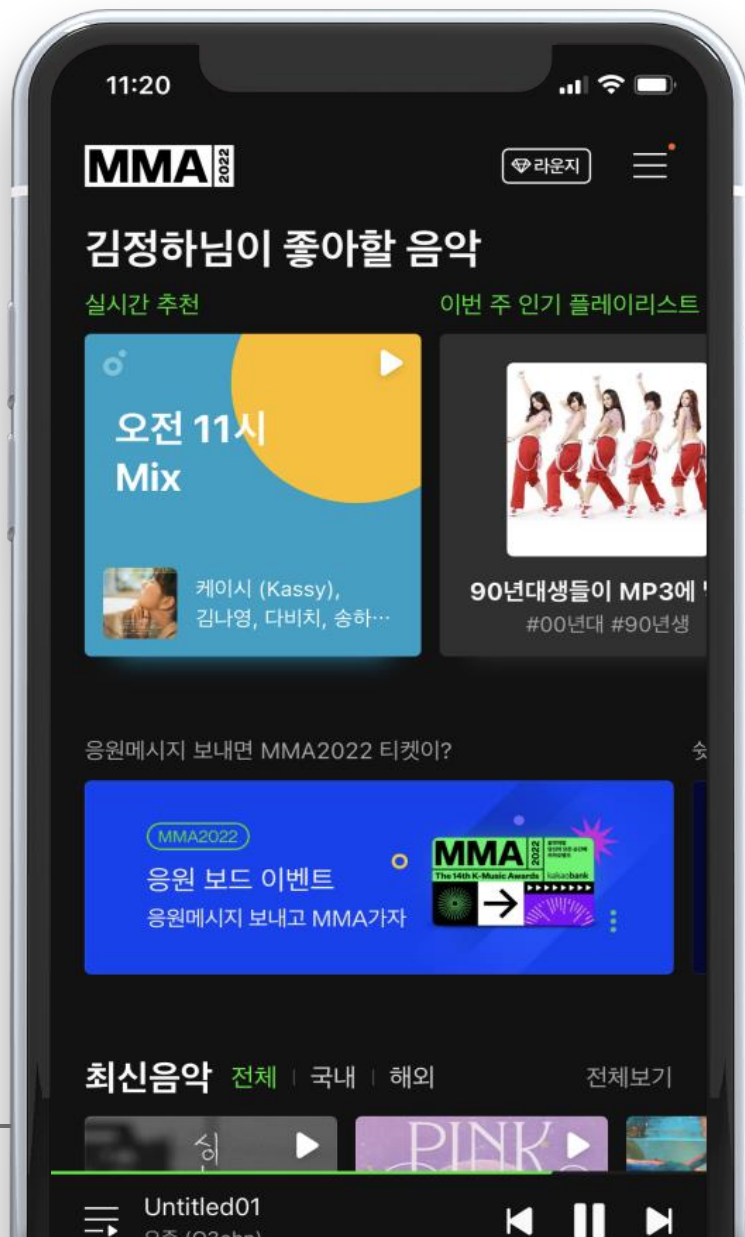 11:20
MMA 2022
라운지
김정하님이 좋아할 음악
실시간 추천
이번 주 인기 플레이리스트
오전 11시
Mix
케이시 (Kassy),
김나영, 다비치, 송하···
90년대생들이 MP3에
#00년대 #90년생
응원메시지 보내면 MMA2022 티켓이?
MMA2022
응원 보드 이벤트
응원메시지 보내고 MMA가자
MMA 2022
The 14th K-Music Awards kakaobank
최신음악 전체 국내 해외
전체보기
PINK
Untitled01